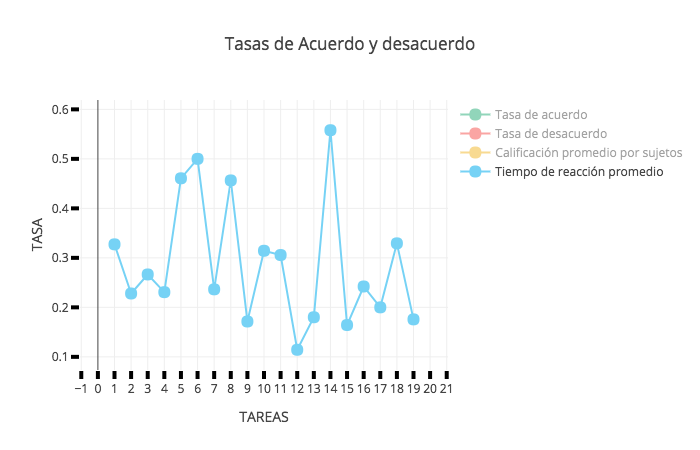 Tasas de Acuerdo y desacuerdo
0.6
0.5
0.4
0.3
0.2
0.1
TASA
−1 0 1 2 3 4 5 6 7 8 9 10 11 12 13 14 15 16 17 18 19 20 21
TAREAS
Tasa de acuerdo
Tasa de desacuerdo
Calificación promedio por sujetos
Tiempo de reacción promedio